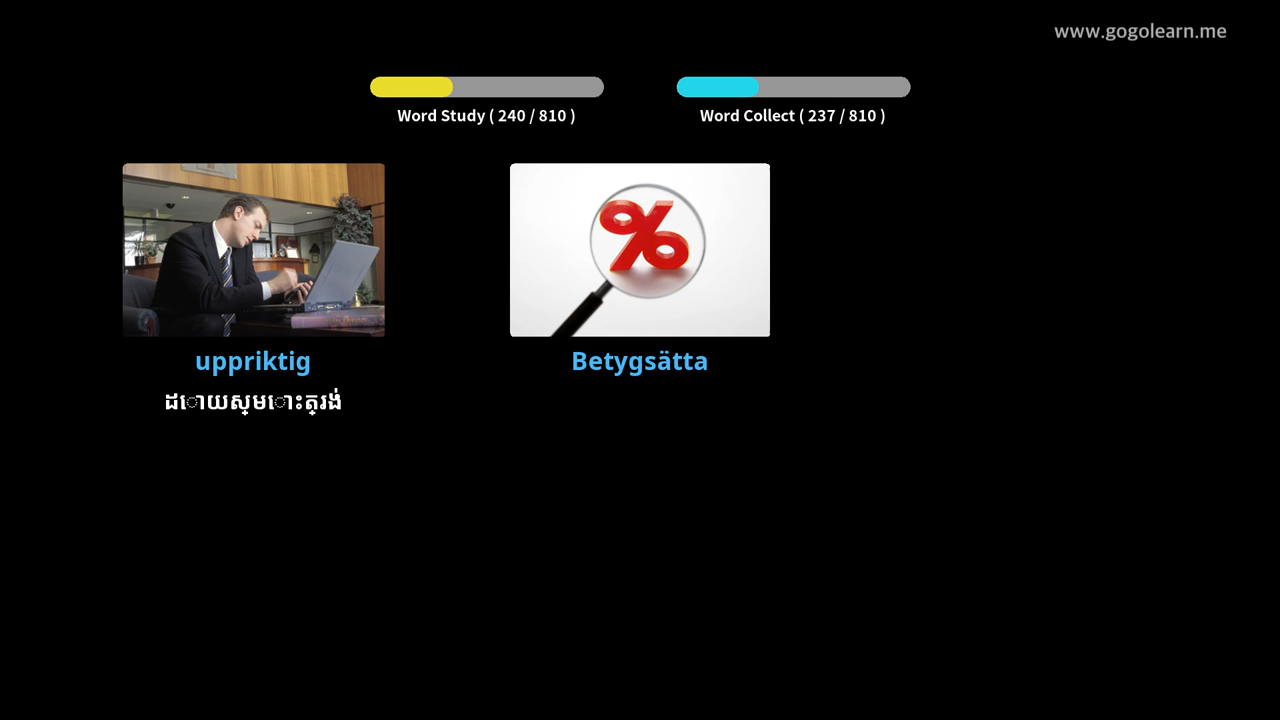 www.gogolearn.me
Word Study ( 240 / 810 )
Word Collect ( 237 / 810 )
uppriktig
Betygsätta
ដោយស្មោះត្រង់